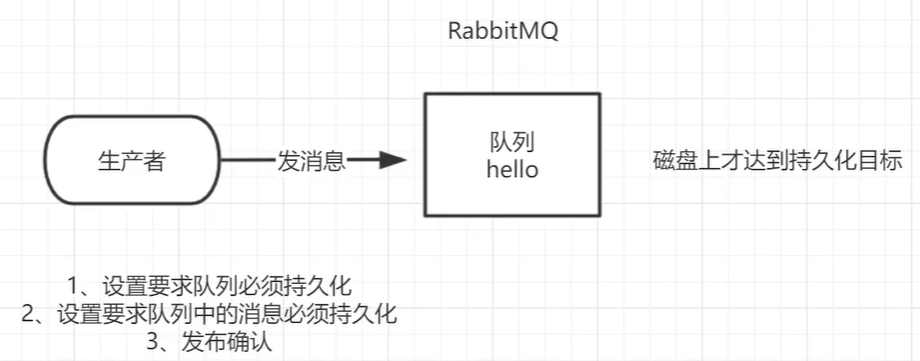 RabbitMQ
生产者
发消息
队列
hello
磁盘上才达到持久化目标
1、设置要求队列必须持久化
2、设置要求队列中的消息必须持久化
3、发布确认